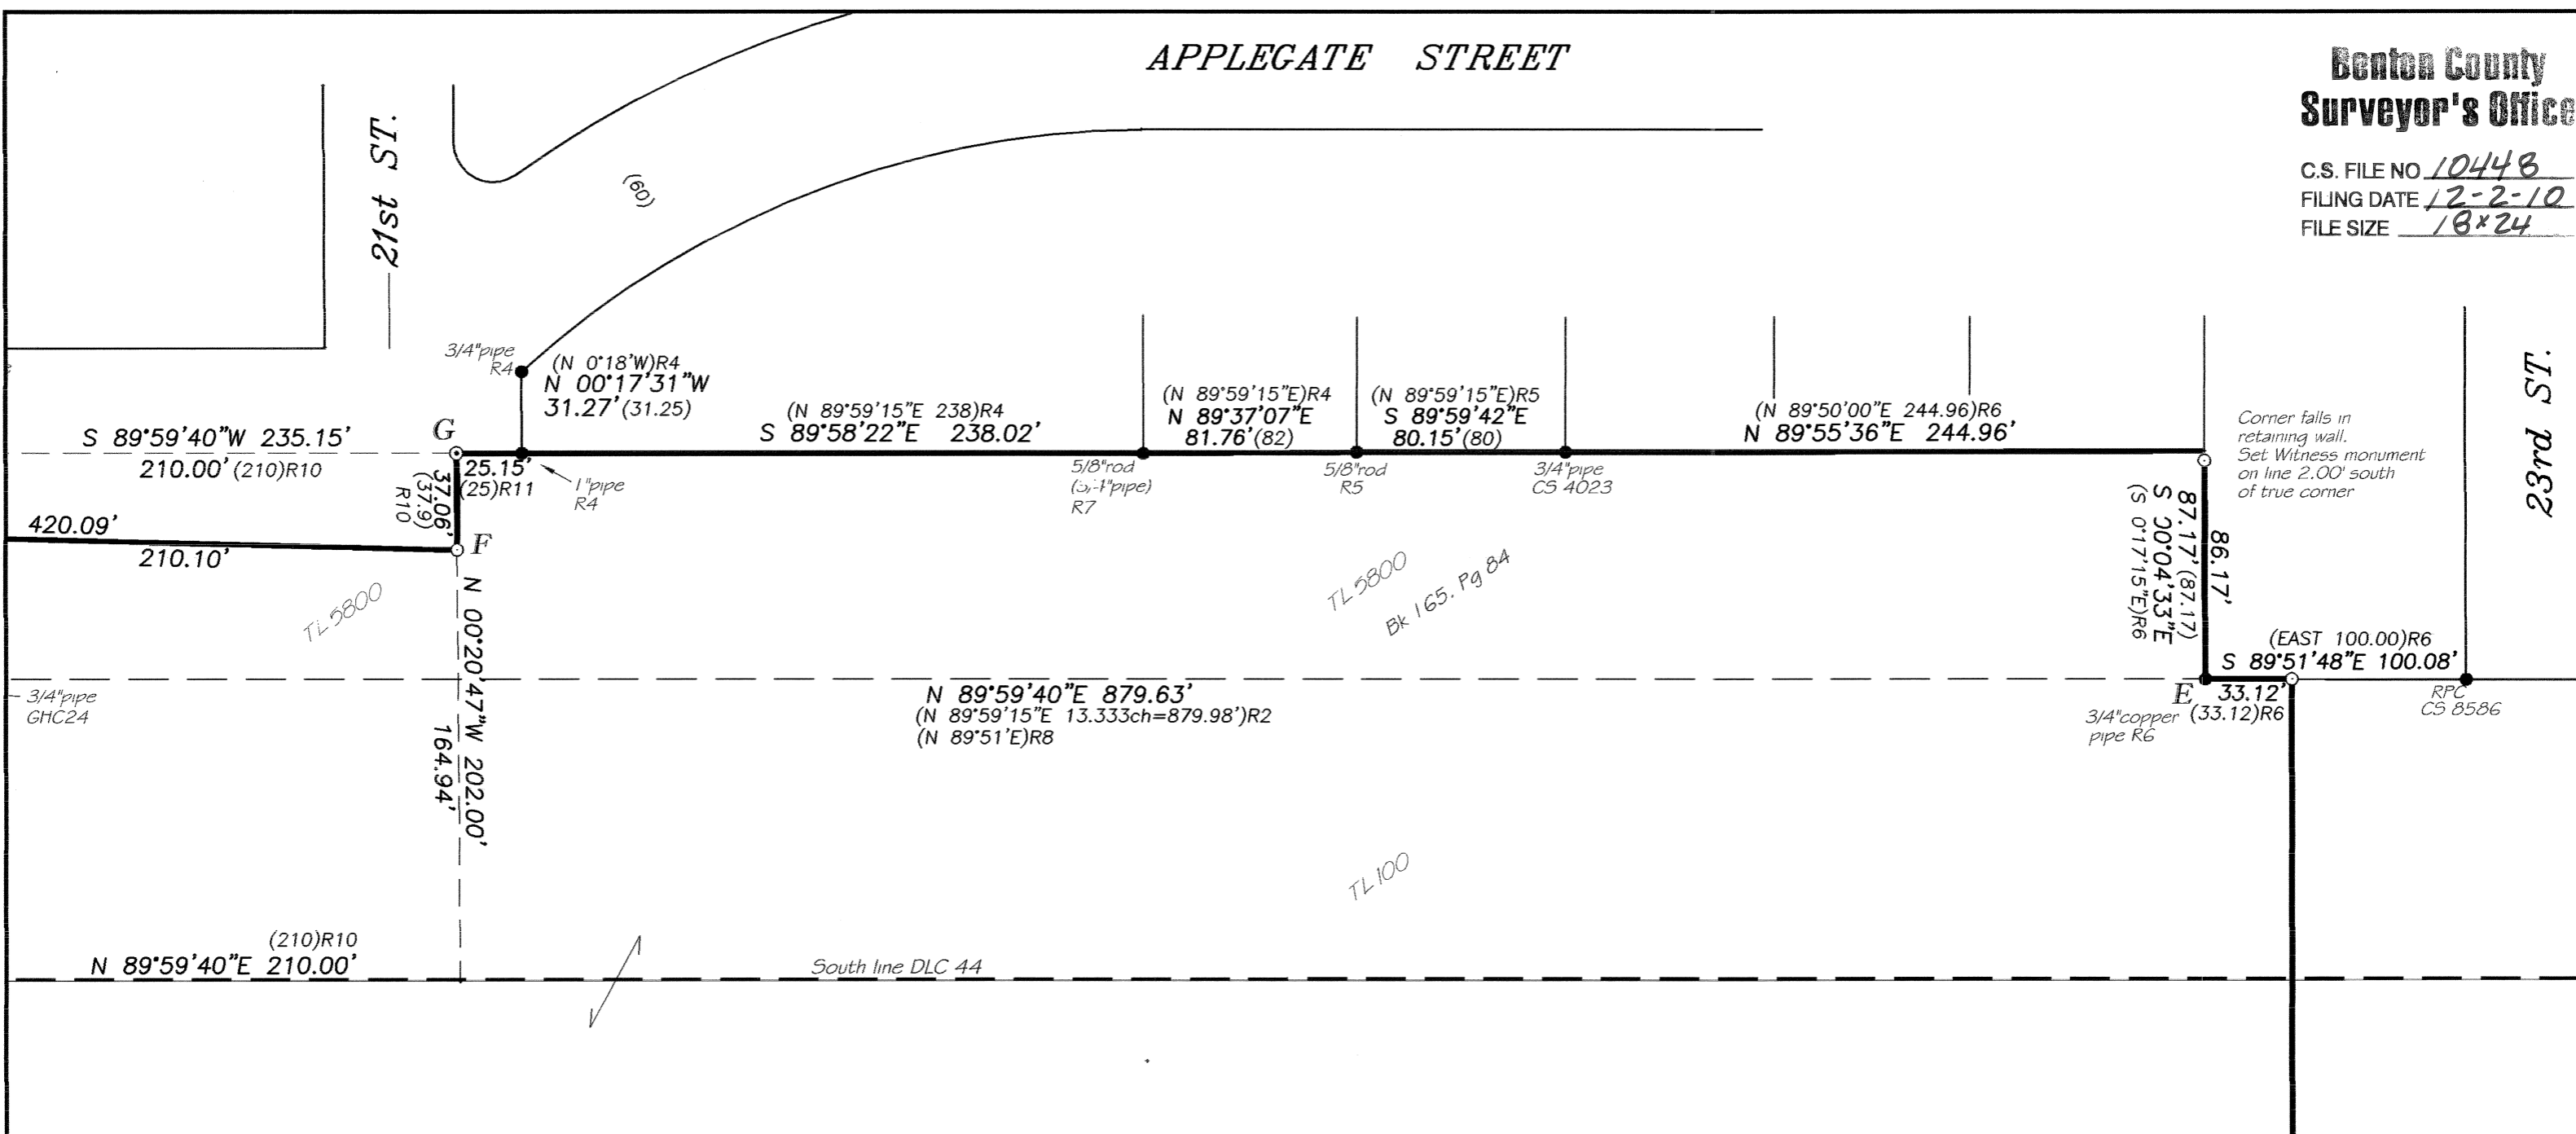 APPLEGATE STREET
Benton County
Surveyor's Office
C.S. FILE NO 10448
FILING DATE 12-2-10
FILE SIZE 18x24
21st ST.
(60)
23rd ST.
3/4"pipe
R4
(N 0°18'W)R4
N 00°17'31"W
31.27'(31.25)
S 89°59'40"W 235.15'
210.00' (210)R10
G
25.15'
(25)R11
1"pipe
R4
37.06'
(37.9)
R10
420.09'
210.10'
F
(N 89°59'15"E 238)R4
S 89°58'22"E 238.02'
(N 89°59'15"E)R4
N 89°37'07"E
81.76'(82)
(N 89°59'15"E)R5
S 89°59'42"E
80.15'(80)
(N 89°50'00"E 244.96)R6
N 89°55'36"E 244.96'
5/8"rod
R7
5/8"rod
R5
3/4"pipe
CS 4023
Corner falls in
retaining wall.
Set Witness monument
on line 2.00' south
of true corner
86.17'
87.17' (87.17)
S 00°04'33"E
(S 0°17'15"E)R6
(EAST 100.00)R6
S 89°51'48"E 100.08'
E
33.12'
(33.12)R6
3/4"copper
pipe R6
RPC
CS 8586
TL 5800
TL 5800
Bk 165. Pg 84
N 00°20'47"W 202.00'
164.94'
3/4"pipe
GHC24
N 89°59'40"E 879.63'
(N 89°59'15"E 13.333ch=879.98')R2
(N 89°51'E)R8
TL 100
(210)R10
N 89°59'40"E 210.00'
South line DLC 44